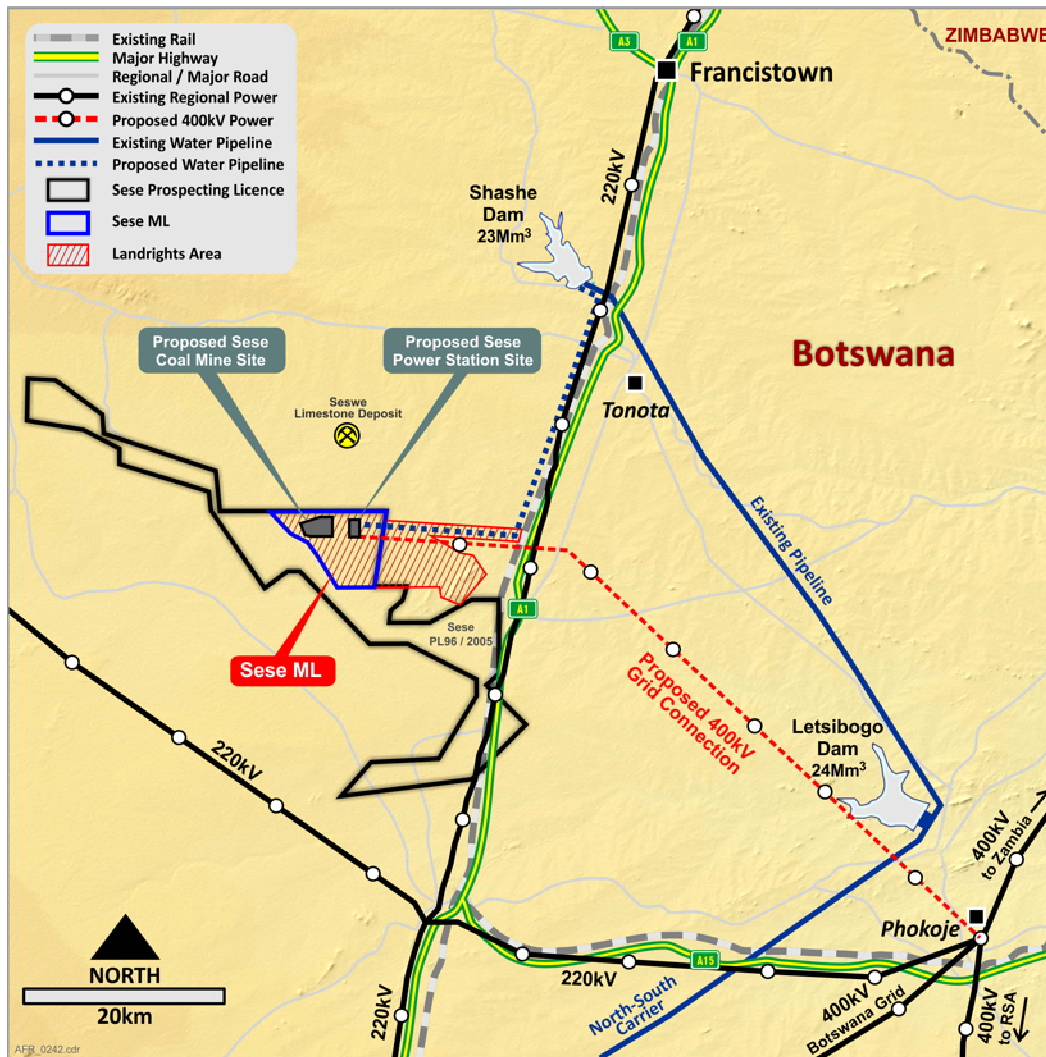 Existing Rail
Major Highway
Regional / Major Road
Existing Regional Power
Proposed 400kV Power
Existing Water Pipeline
Proposed Water Pipeline
Sese Prospecting Licence
Sese ML
Landrights Area
A3
A1
ZIMBABWE
Francistown
220kV
Shashe
Dam
23Mm³
Proposed Sese
Coal Mine Site
Proposed Sese
Power Station Site
Botswana
Tonota
Seswe
Limestone Deposit
Existing Pipeline
A1
Sese
PL96 / 2005
Sese ML
Proposed 400kV
Grid Connection
Letsibogo
Dam
24Mm³
220kV
400kV
to Zambia
Phokoje
NORTH
20km
220kV
220kV
A15
North-South
Carrier
400kV
Botswana Grid
400kV
to RSA
AFR_0242.cdr